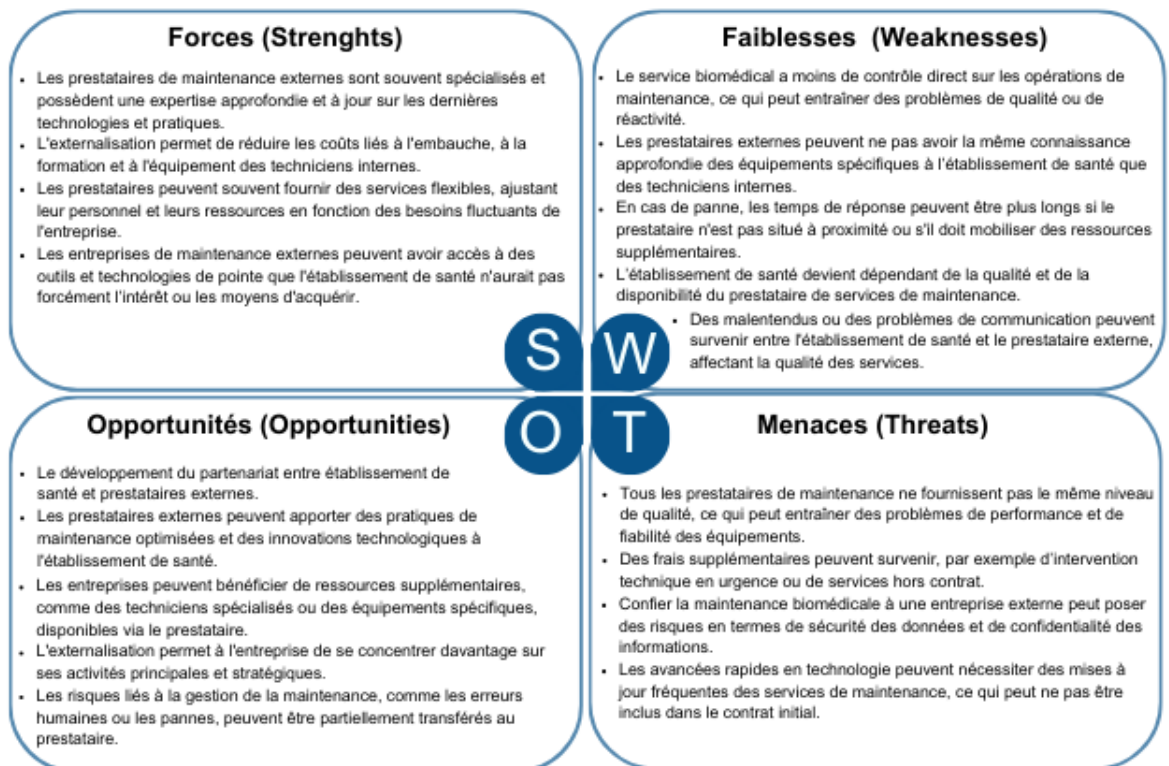 Forces (Strenghts)
• Les prestataires de maintenance externes sont souvent spécialisés et
possèdent une expertise approfondie et à jour sur les dernières
technologies et pratiques.
• L'externalisation permet de réduire les coûts liés à l'embauche, à la
formation et à l'équipement des techniciens internes.
• Les prestataires peuvent souvent fournir des services flexibles, ajustant
leur personnel et leurs ressources en fonction des besoins fluctuants de
l'entreprise.
• Les entreprises de maintenance externes peuvent avoir accès à des
outils et technologies de pointe que l'établissement de santé n'aurait pas
forcément l'intérêt ou les moyens d'acquérir.
Faiblesses (Weaknesses)
• Le service biomédical a moins de contrôle direct sur les opérations de
maintenance, ce qui peut entraîner des problèmes de qualité ou de
réactivité.
• Les prestataires externes peuvent ne pas avoir la même connaissance
approfondie des équipements spécifiques à l'établissement de santé que
des techniciens internes.
• En cas de panne, les temps de réponse peuvent être plus longs si le
prestataire n'est pas situé à proximité ou s'il doit mobiliser des ressources
supplémentaires.
• L'établissement de santé devient dépendant de la qualité et de la
disponibilité du prestataire de services de maintenance.
• Des malentendus ou des problèmes de communication peuvent
survenir entre l'établissement de santé et le prestataire externe,
affectant la qualité des services.
S
W
O
T
Opportunités (Opportunities)
• Le développement du partenariat entre établissement de
santé et prestataires externes.
• Les prestataires externes peuvent apporter des pratiques de
maintenance optimisées et des innovations technologiques à
l'établissement de santé.
• Les entreprises peuvent bénéficier de ressources supplémentaires,
comme des techniciens spécialisés ou des équipements spécifiques,
disponibles via le prestataire.
• L'externalisation permet à l'entreprise de se concentrer davantage sur
ses activités principales et stratégiques.
• Les risques liés à la gestion de la maintenance, comme les erreurs
humaines ou les pannes, peuvent être partiellement transférés au
prestataire.
Menaces (Threats)
• Tous les prestataires de maintenance ne fournissent pas le même niveau
de qualité, ce qui peut entraîner des problèmes de performance et de
fiabilité des équipements.
• Des frais supplémentaires peuvent survenir, par exemple d'intervention
technique en urgence ou de services hors contrat.
• Confier la maintenance biomédicale à une entreprise externe peut poser
des risques en termes de sécurité des données et de confidentialité des
informations.
• Les avancées rapides en technologie peuvent nécessiter des mises à
jour fréquentes des services de maintenance, ce qui peut ne pas être
inclus dans le contrat initial.